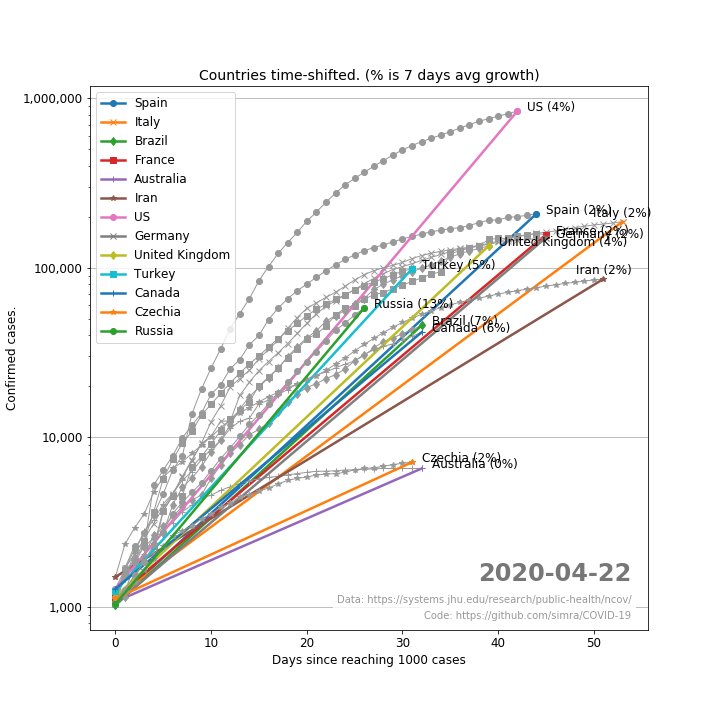 Countries time-shifted. (% is 7 days avg growth)
Confirmed cases.
1,000,000
100,000
10,000
1,000
Spain
Italy
Brazil
France
Australia
Iran
US
Germany
United Kingdom
Turkey
Canada
Czechia
Russia
US (4%)
Spain (2%)
Italy (2%)
France (2%)
Germany (2%)
United Kingdom (4%)
Turkey (5%)
Iran (2%)
Russia (13%)
Brazil (7%)
Canada (6%)
Czechia (2%)
Australia (0%)
2020-04-22
Data: https://systems.jhu.edu/research/public-health/ncov/
Code: https://github.com/simra/COVID-19
0 10 20 30 40 50
Days since reaching 1000 cases